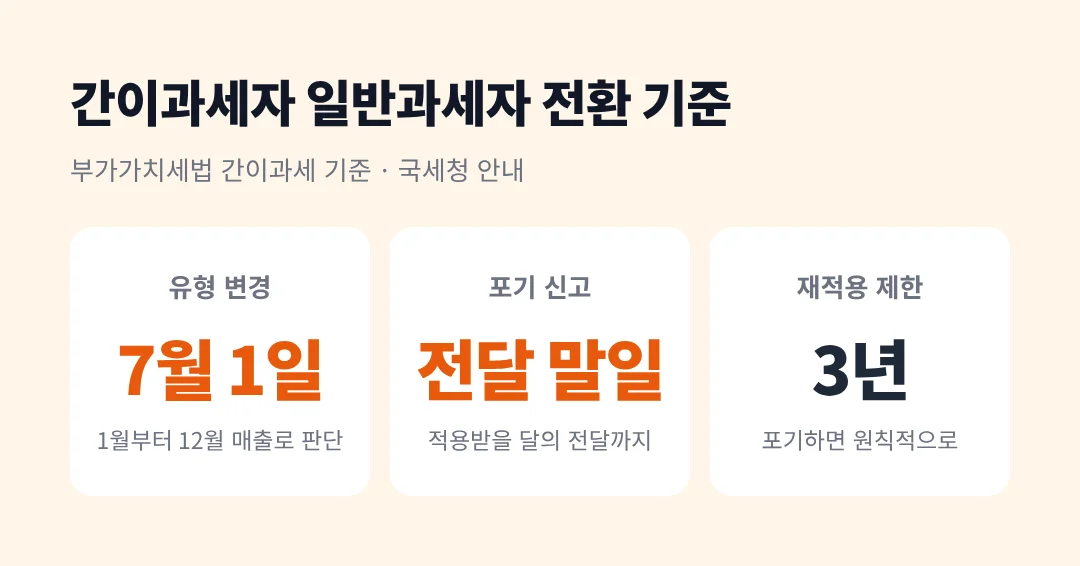 간이과세자 일반과세자 전환 기준
부가가치세법 간이과세 기준 · 국세청 안내
유형 변경
7월 1일
1월부터 12월 매출로 판단
포기 신고
전달 말일
적용받을 달의 전달까지
재적용 제한
3년
포기하면 원칙적으로